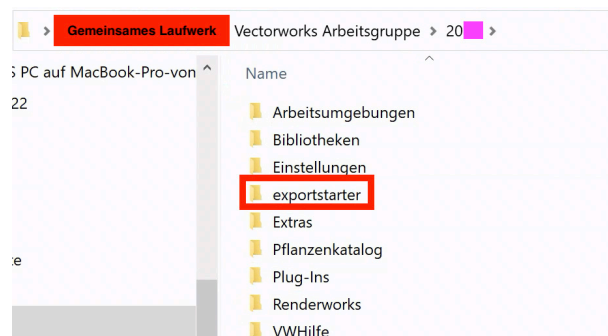 > Gemeinsames Laufwerk Vectorworks Arbeitsgruppe > 20 >
S PC auf MacBook-Pro-von
Name
22
Arbeitsumgebungen
Bibliotheken
Einstellungen
exportstarter
Extras
Pflanzenkatalog
te
Plug-Ins
Renderworks
VWHilfe